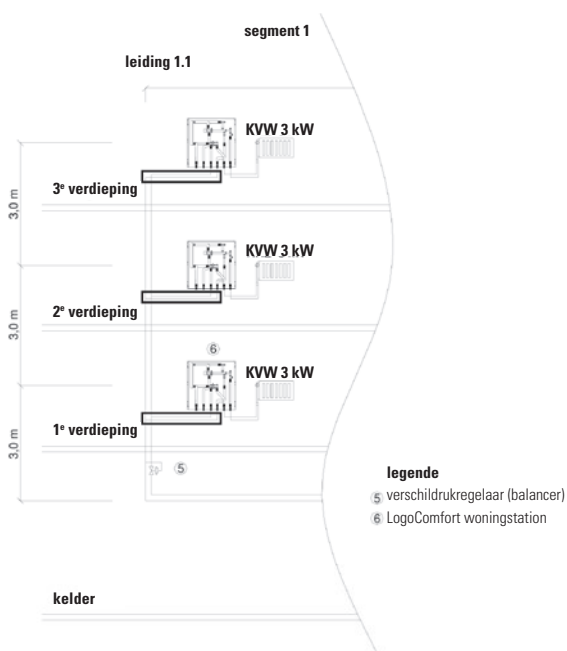 segment 1
leiding 1.1
KVW 3 kW
3e verdieping
3,0 m
KVW 3 kW
2e verdieping
3,0 m
6
KVW 3 kW
1e verdieping
3,0 m
5
legende
5 verschildrukregelaar (balancer)
6 LogoComfort woningstation
kelder